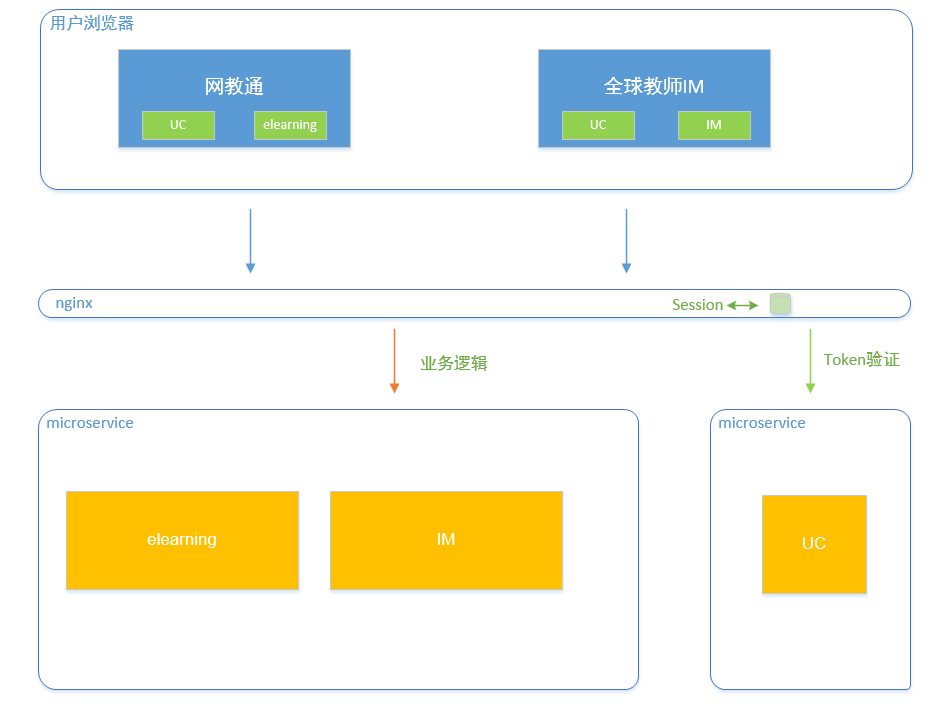 用户浏览器
网教通
UC
elearning
全球教师IM
UC
IM
nginx
Session
业务逻辑
Token验证
microservice
elearning
IM
microservice
UC